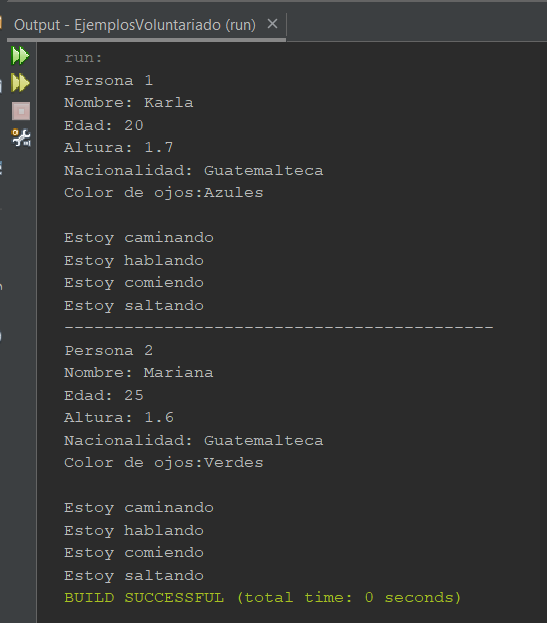 Output - EjemplosVoluntariado (run) ×
run:
Persona 1
Nombre: Karla
Edad: 20
Altura: 1.7
Nacionalidad: Guatemalteca
Color de ojos:Azules
Estoy caminando
Estoy hablando
Estoy comiendo
Estoy saltando
-------------------------------------------
Persona 2
Nombre: Mariana
Edad: 25
Altura: 1.6
Nacionalidad: Guatemalteca
Color de ojos:Verdes
Estoy caminando
Estoy hablando
Estoy comiendo
Estoy saltando
BUILD SUCCESSFUL (total time: 0 seconds)